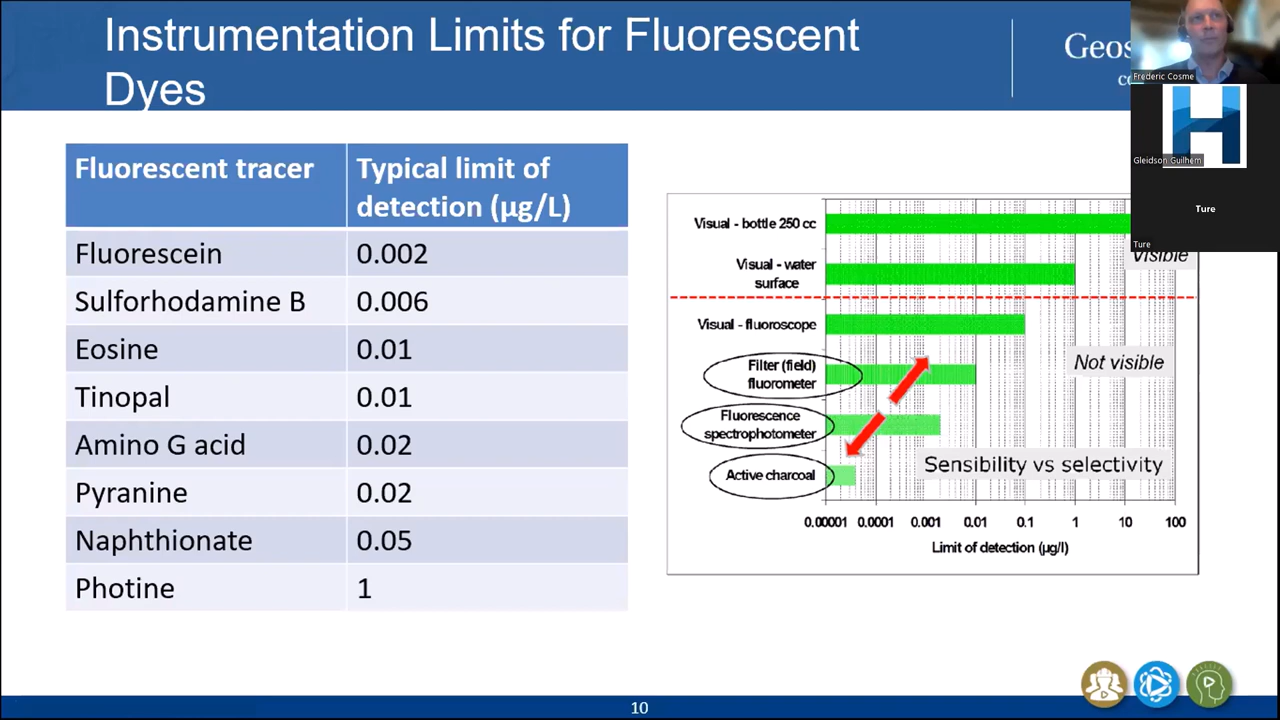 Instrumentation Limits for Fluorescent
Dyes
Frederic Cosme
Gleidson Guilhem
Ture
Ture
Fluorescent tracer
Typical limit of
detection (µg/L)
Fluorescein 0.002
Sulforhodamine B 0.006
Eosine 0.01
Tinopal 0.01
Amino G acid 0.02
Pyranine 0.02
Naphthionate 0.05
Photine 1
Visual - bottle 250 cc
Visual - water
surface
Visible
Visual - fluoroscope
Filter (field)
fluorometer
Not visible
Fluorescence
spectrophotometer
Active charcoal
Sensibility vs selectivity
0.00001 0.0001 0.001 0.01 0.1 1 10 100
Limit of detection (µg/l)
10